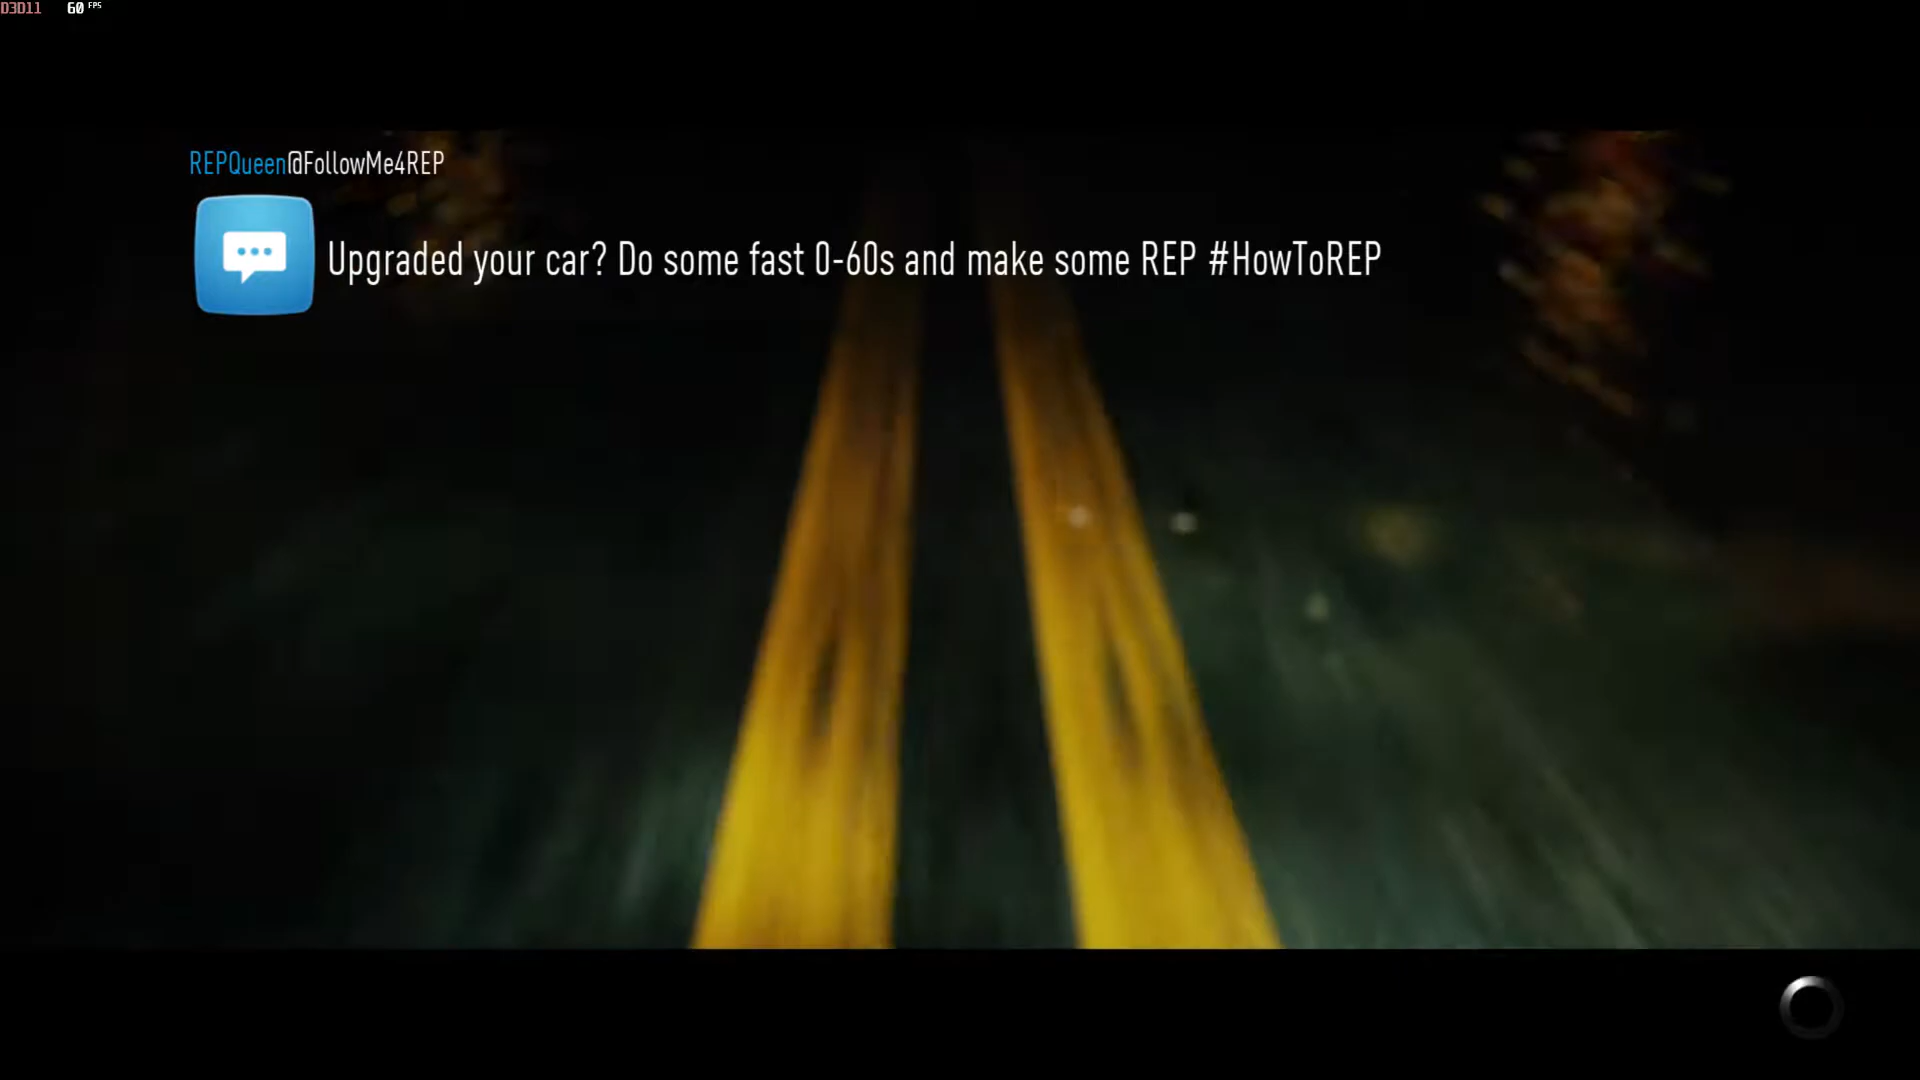 D3D11 60 FPS
REPQueen@FollowMe4REP
Upgraded your car? Do some fast 0-60s and make some REP #HowToREP